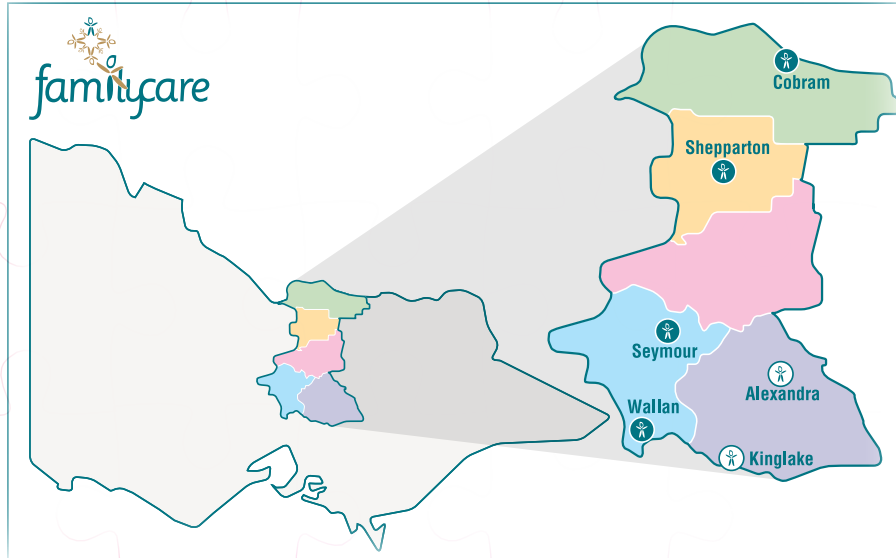 familycare
Cobram
Shepparton
Seymour
Alexandra
Wallan
Kinglake